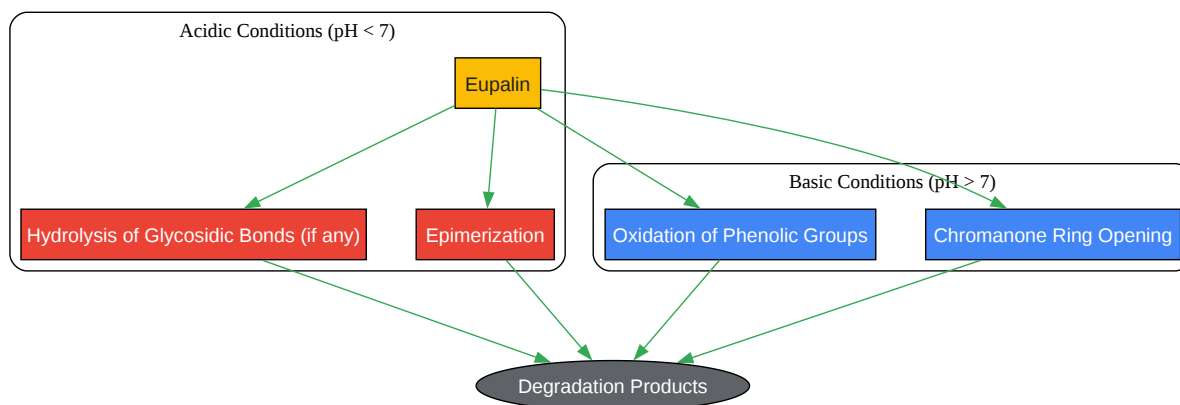 Acidic Conditions (pH < 7)
Eupalin
Basic Conditions (pH > 7)
Hydrolysis of Glycosidic Bonds (if any)
Epimerization
Oxidation of Phenolic Groups
Chromanone Ring Opening
Degradation Products